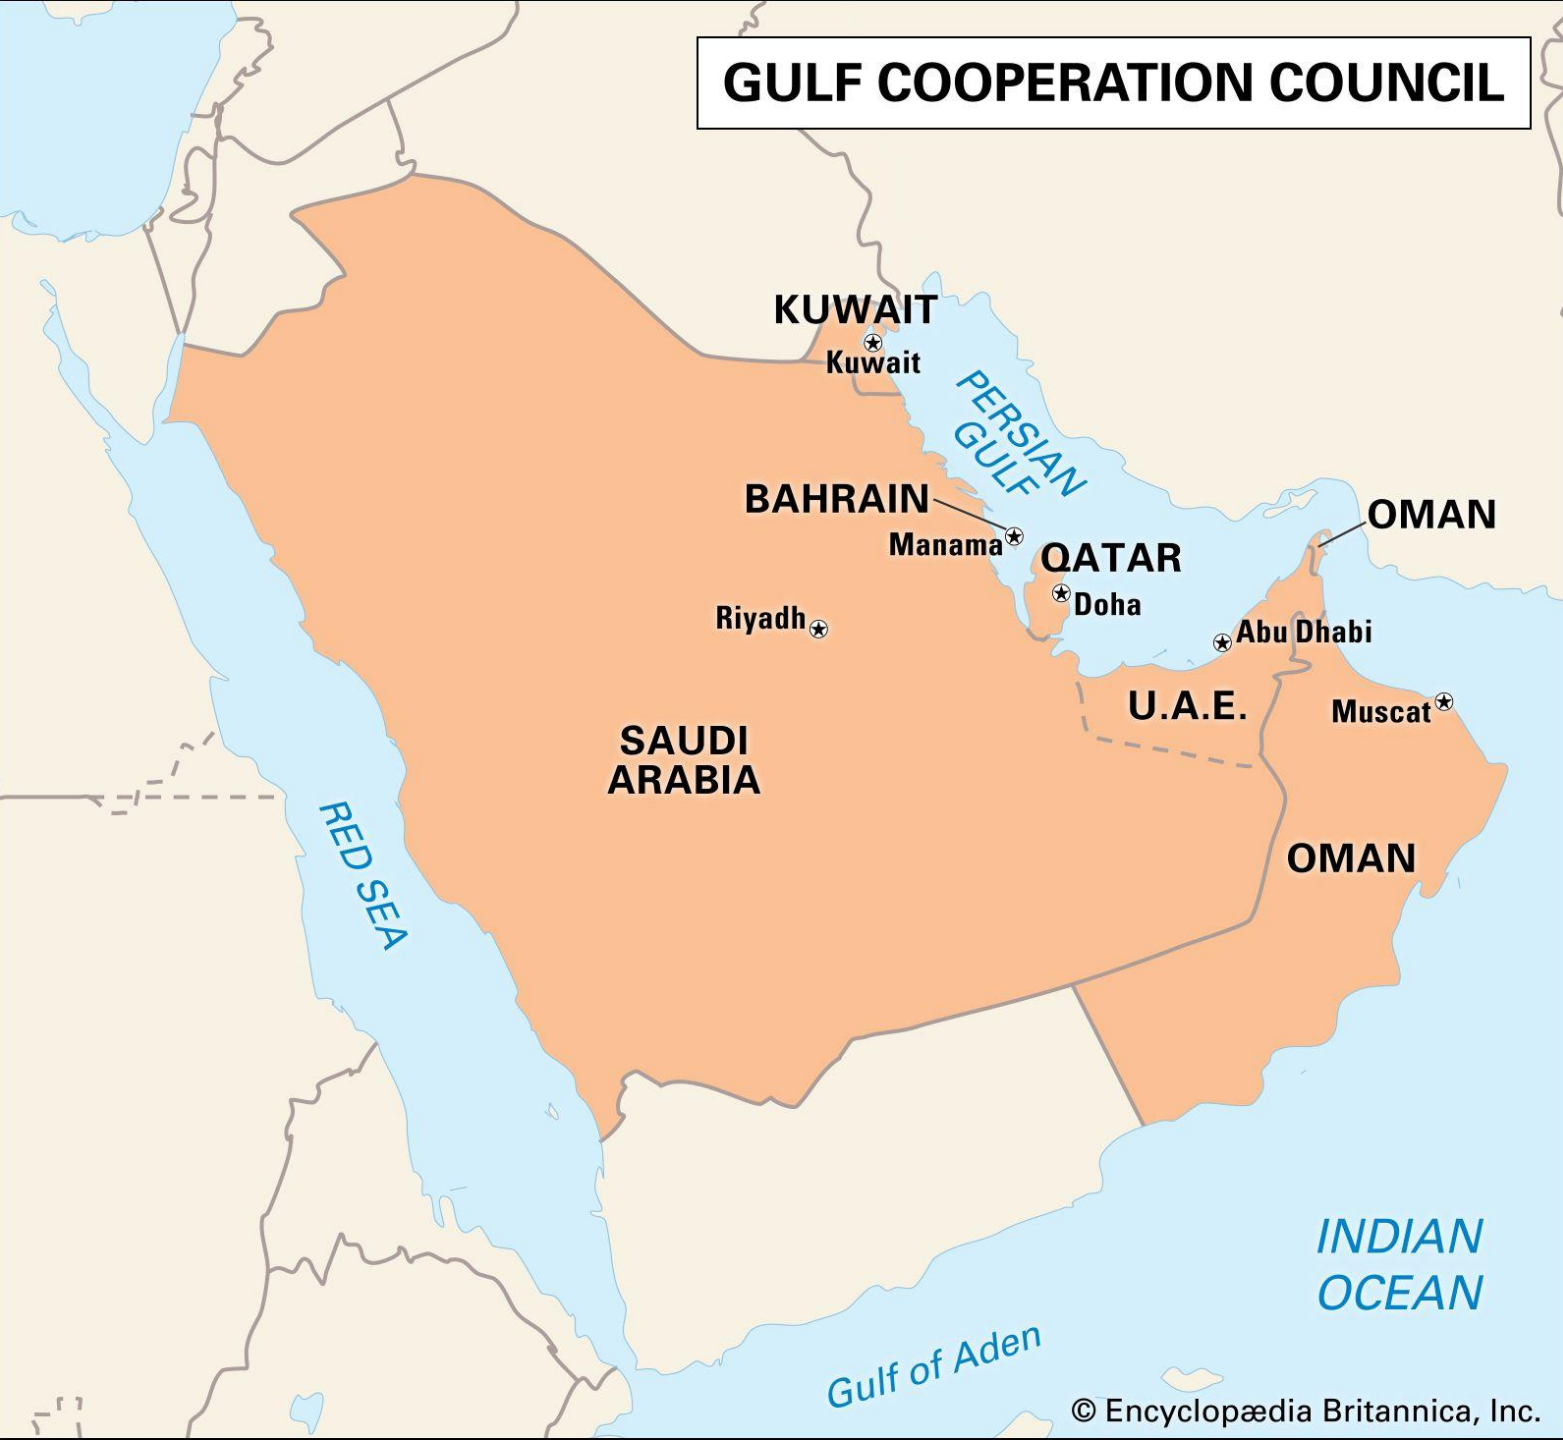 GULF COOPERATION COUNCIL
KUWAIT
Kuwait
PERSIAN
GULF
BAHRAIN
Manama
QATAR
Doha
OMAN
Riyadh
Abu Dhabi
U.A.E.
Muscat
SAUDI
ARABIA
OMAN
RED SEA
INDIAN
OCEAN
Gulf of Aden
© Encyclopædia Britannica, Inc.